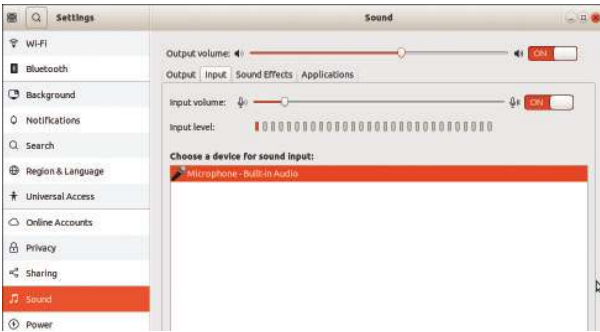 Settings
Sound
Wi-Fi
Bluetooth
Background
Notifications
Search
Region & Language
Universal Access
Online Accounts
Privacy
Sharing
Sound
Power
Output volume:
ON
Output Input Sound Effects Applications
Input volume:
ON
Input level:
Choose a device for sound input:
Microphone - Built-in Audio